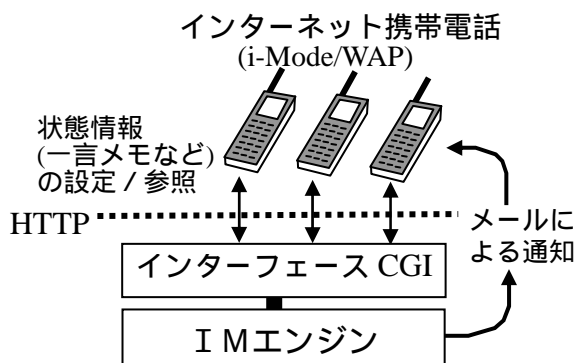 インターネット携帯電話
(i-Mode/WAP)
状態情報
(一言メモなど)
の設定／参照
HTTP
メールに
よる通知
インターフェース CGI
ＩＭエンジン